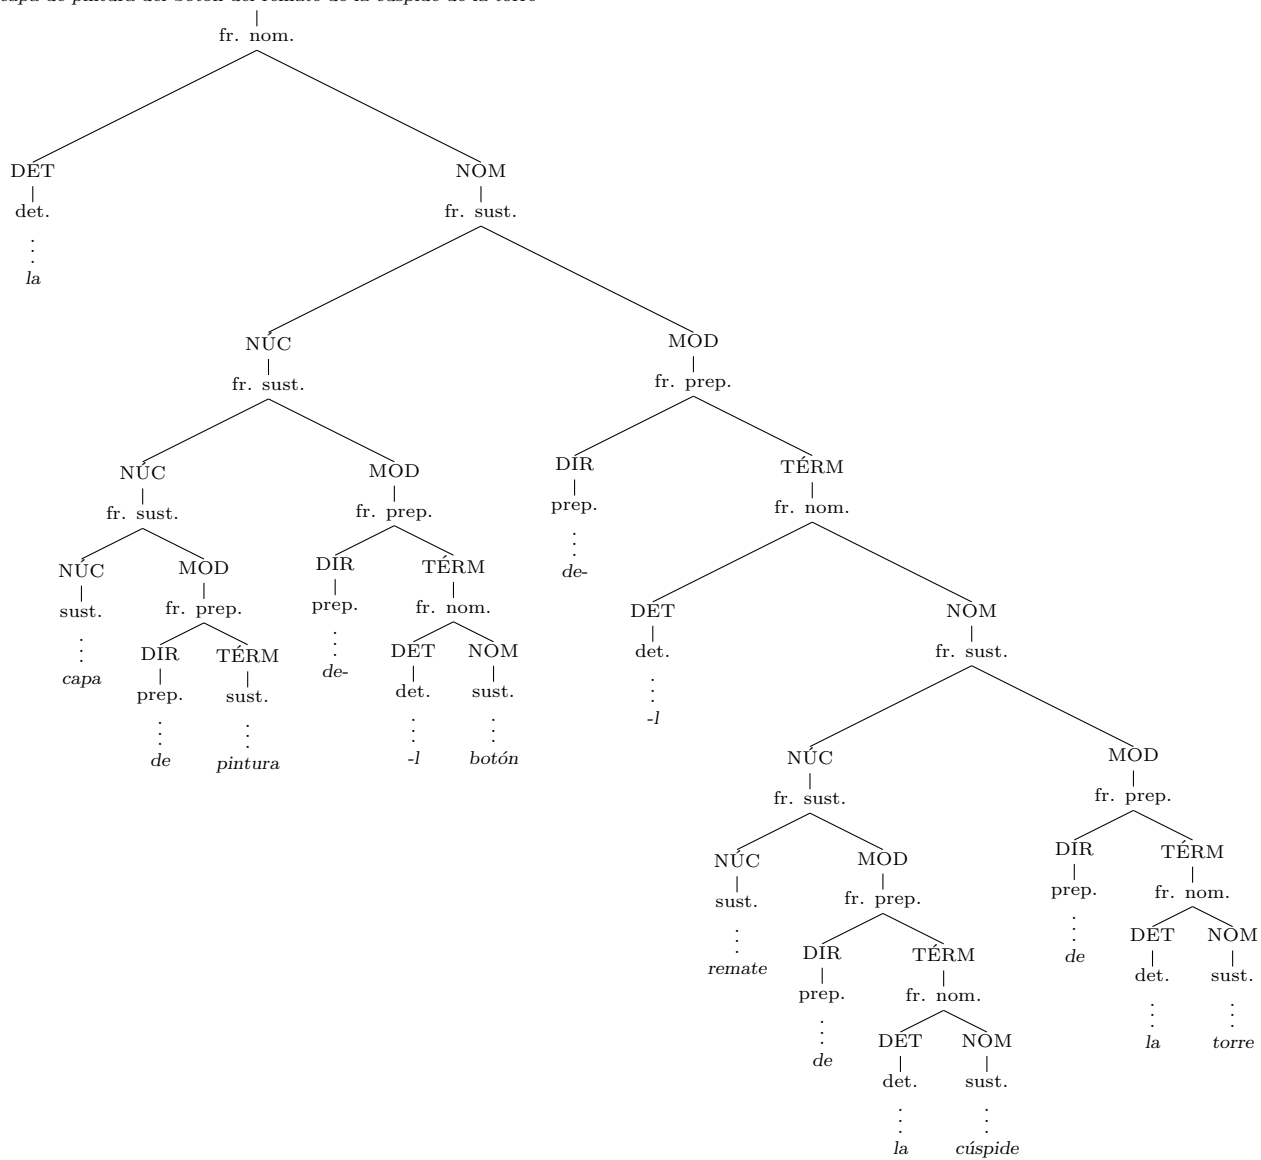 capa de pintura del botón del remate de la cúspide de la torre
fr. nom.
DET NOM
det. fr. sust.
la
NÚC MOD
fr. sust. fr. prep.
NÚC MOD DIR TÉRM
fr. sust. fr. prep. prep. fr. nom.
NÚC MOD DIR TÉRM de-
sust. fr. prep. prep. fr. nom. DET NOM
capa DIR TÉRM de- DET NOM det. fr. sust.
prep. sust. det. sust. -l
de pintura -l botón NÚC MOD
fr. sust. fr. prep.
NÚC MOD DIR TÉRM
sust. fr. prep. prep. fr. nom.
remate DIR TÉRM de DET NOM
prep. fr. nom. det. sust.
de DET NOM la torre
det. sust.
la cúspide